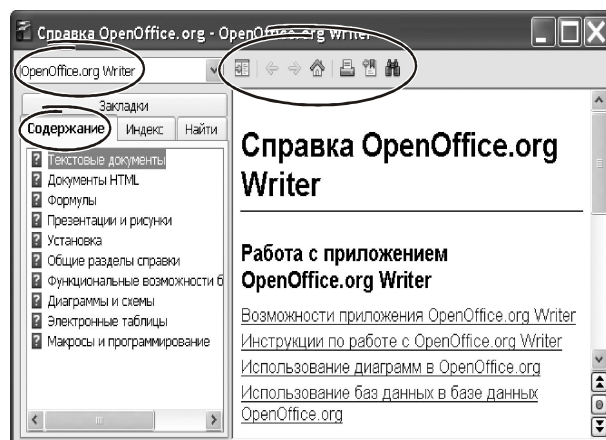 Справка OpenOffice.org - OpenOffice.org Writer
OpenOffice.org Writer
Закладки
Содержание Индекс Найти
Текстовые документы
Документы HTML
Формулы
Презентации и рисунки
Установка
Общие разделы справки
Функциональные возможности б
Диаграммы и схемы
Электронные таблицы
Макросы и программирование
Справка OpenOffice.org
Writer
Работа с приложением
OpenOffice.org Writer
Возможности приложения OpenOffice.org Writer
Инструкции по работе с OpenOffice.org Writer
Использование диаграмм в OpenOffice.org
Использование баз данных в базе данных
OpenOffice.org